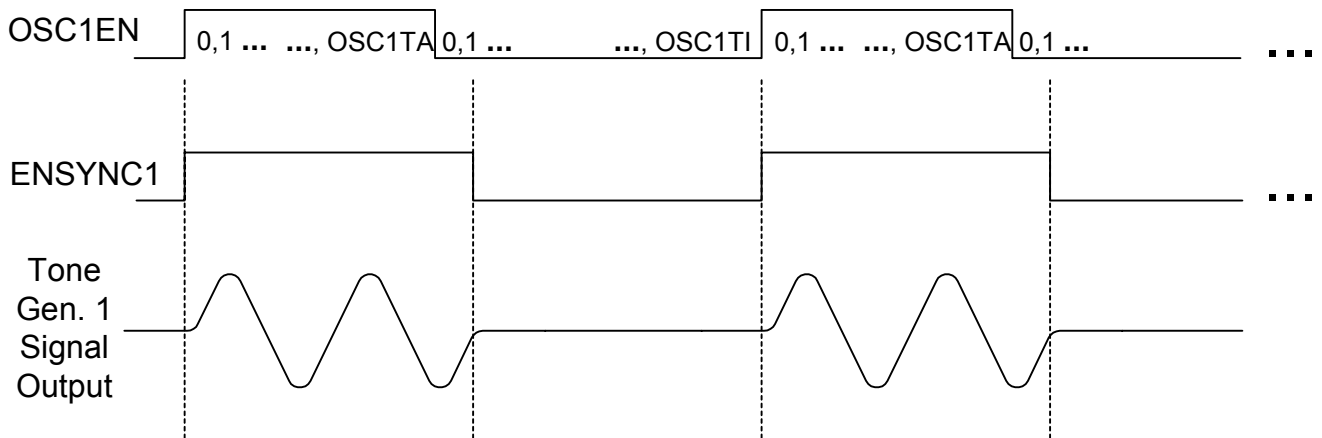 OSC1EN 0,1 ... ..., OSC1TA 0,1 ... ..., OSC1TI 0,1 ... ..., OSC1TA 0,1 ... ...
ENSYNC1 ...
Tone
Gen. 1
Signal
Output